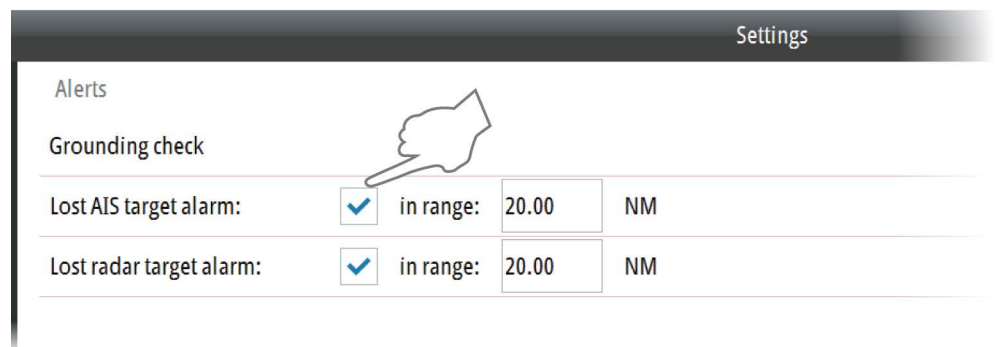 Settings
Alerts
Grounding check
Lost AIS target alarm: in range: 20.00 NM
Lost radar target alarm: in range: 20.00 NM